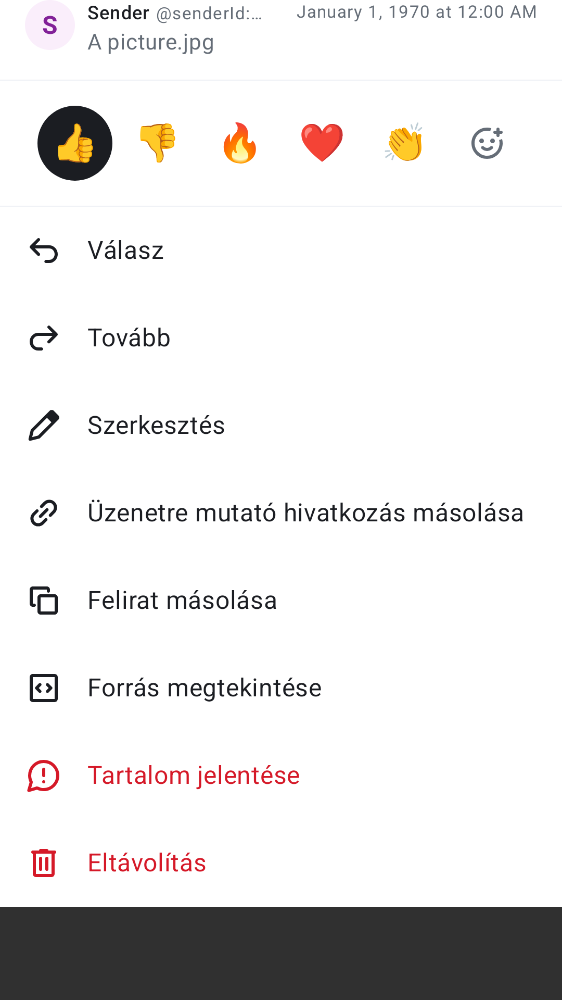 S
Sender @senderId:… January 1, 1970 at 12:00 AM
A picture.jpg
Válasz
Tovább
Szerkesztés
Üzenetre mutató hivatkozás másolása
Felirat másolása
Forrás megtekintése
Tartalom jelentése
Eltávolítás